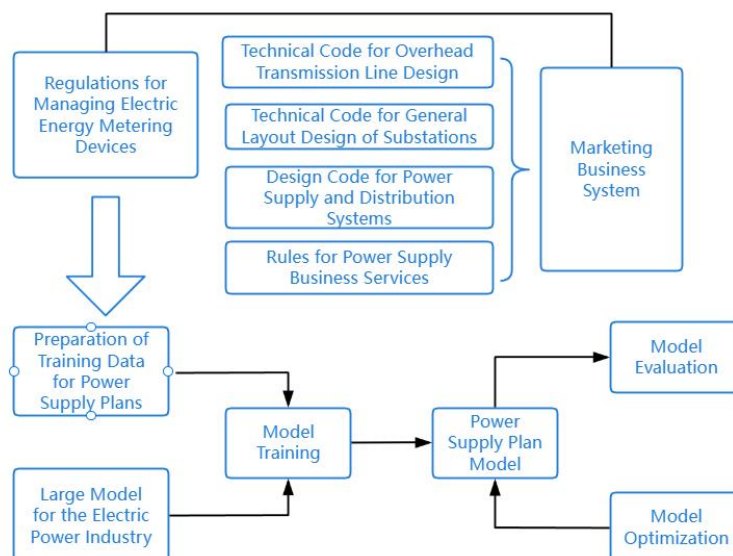 Regulations for
Managing Electric
Energy Metering
Devices
Technical Code for Overhead
Transmission Line Design
Technical Code for General
Layout Design of Substations
Design Code for Power
Supply and Distribution
Systems
Rules for Power Supply
Business Services
Marketing
Business
System
Preparation of
Training Data
for Power
Supply Plans
Large Model
for the Electric
Power Industry
Model
Training
Power
Supply Plan
Model
Model
Evaluation
Model
Optimization